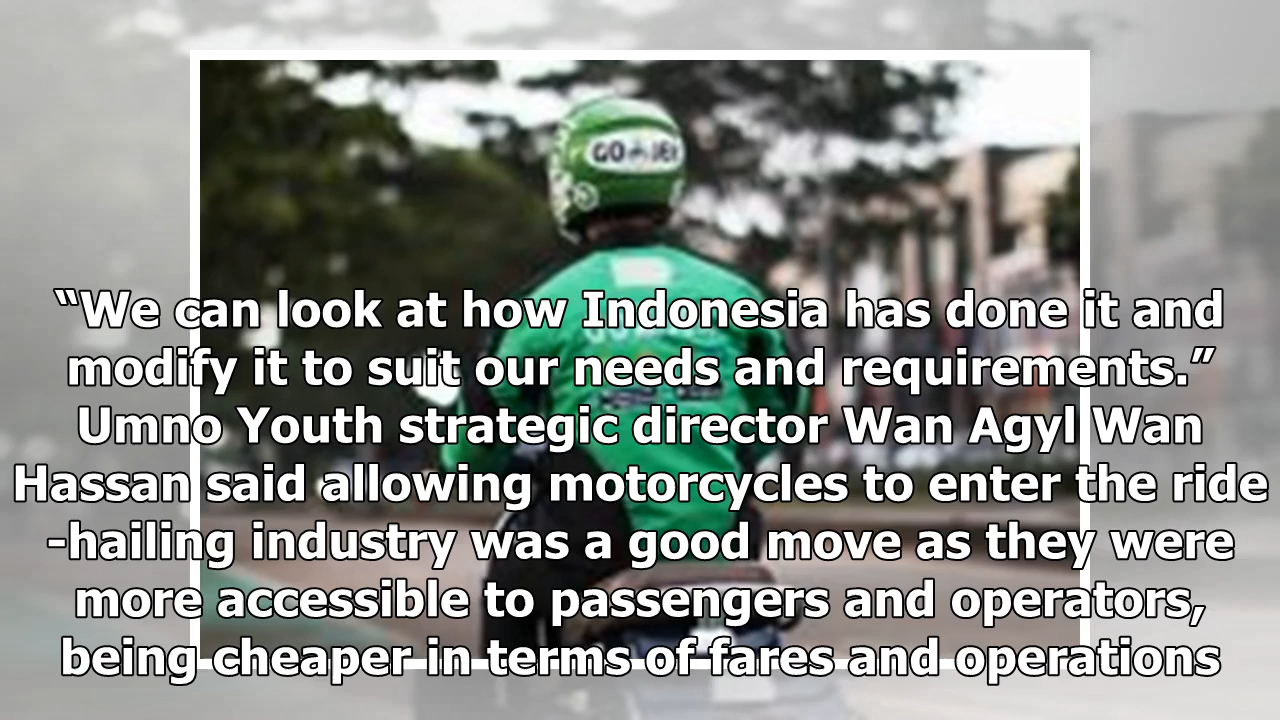 GO JEK
“We can look at how Indonesia has done it and
modify it to suit our needs and requirements.”
Umno Youth strategic director Wan Agyl Wan
Hassan said allowing motorcycles to enter the ride
-hailing industry was a good move as they were
more accessible to passengers and operators,
being cheaper in terms of fares and operations